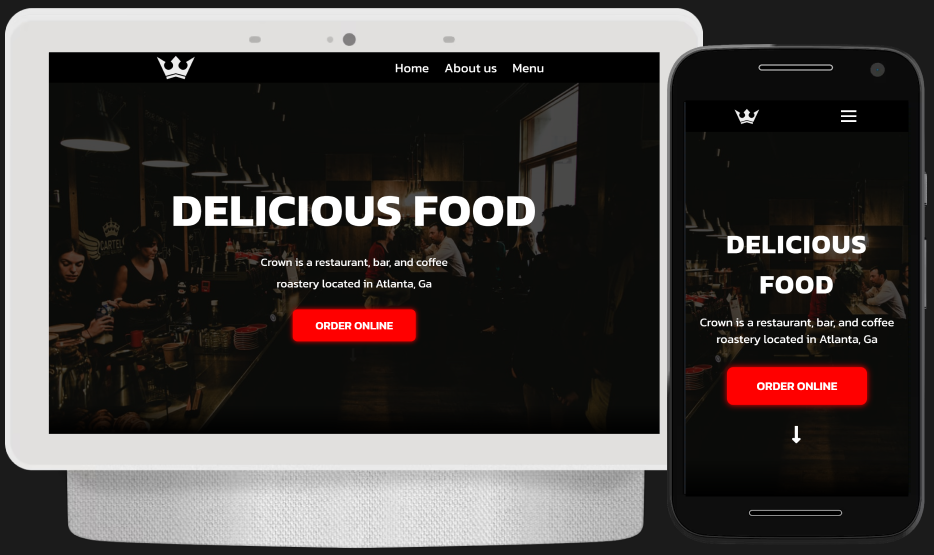 Home About us Menu
DELICIOUS FOOD
CARTEL
Crown is a restaurant, bar, and coffee
roastery located in Atlanta, Ga
ORDER ONLINE
DELICIOUS
FOOD
Crown is a restaurant, bar, and coffee
roastery located in Atlanta, Ga
ORDER ONLINE